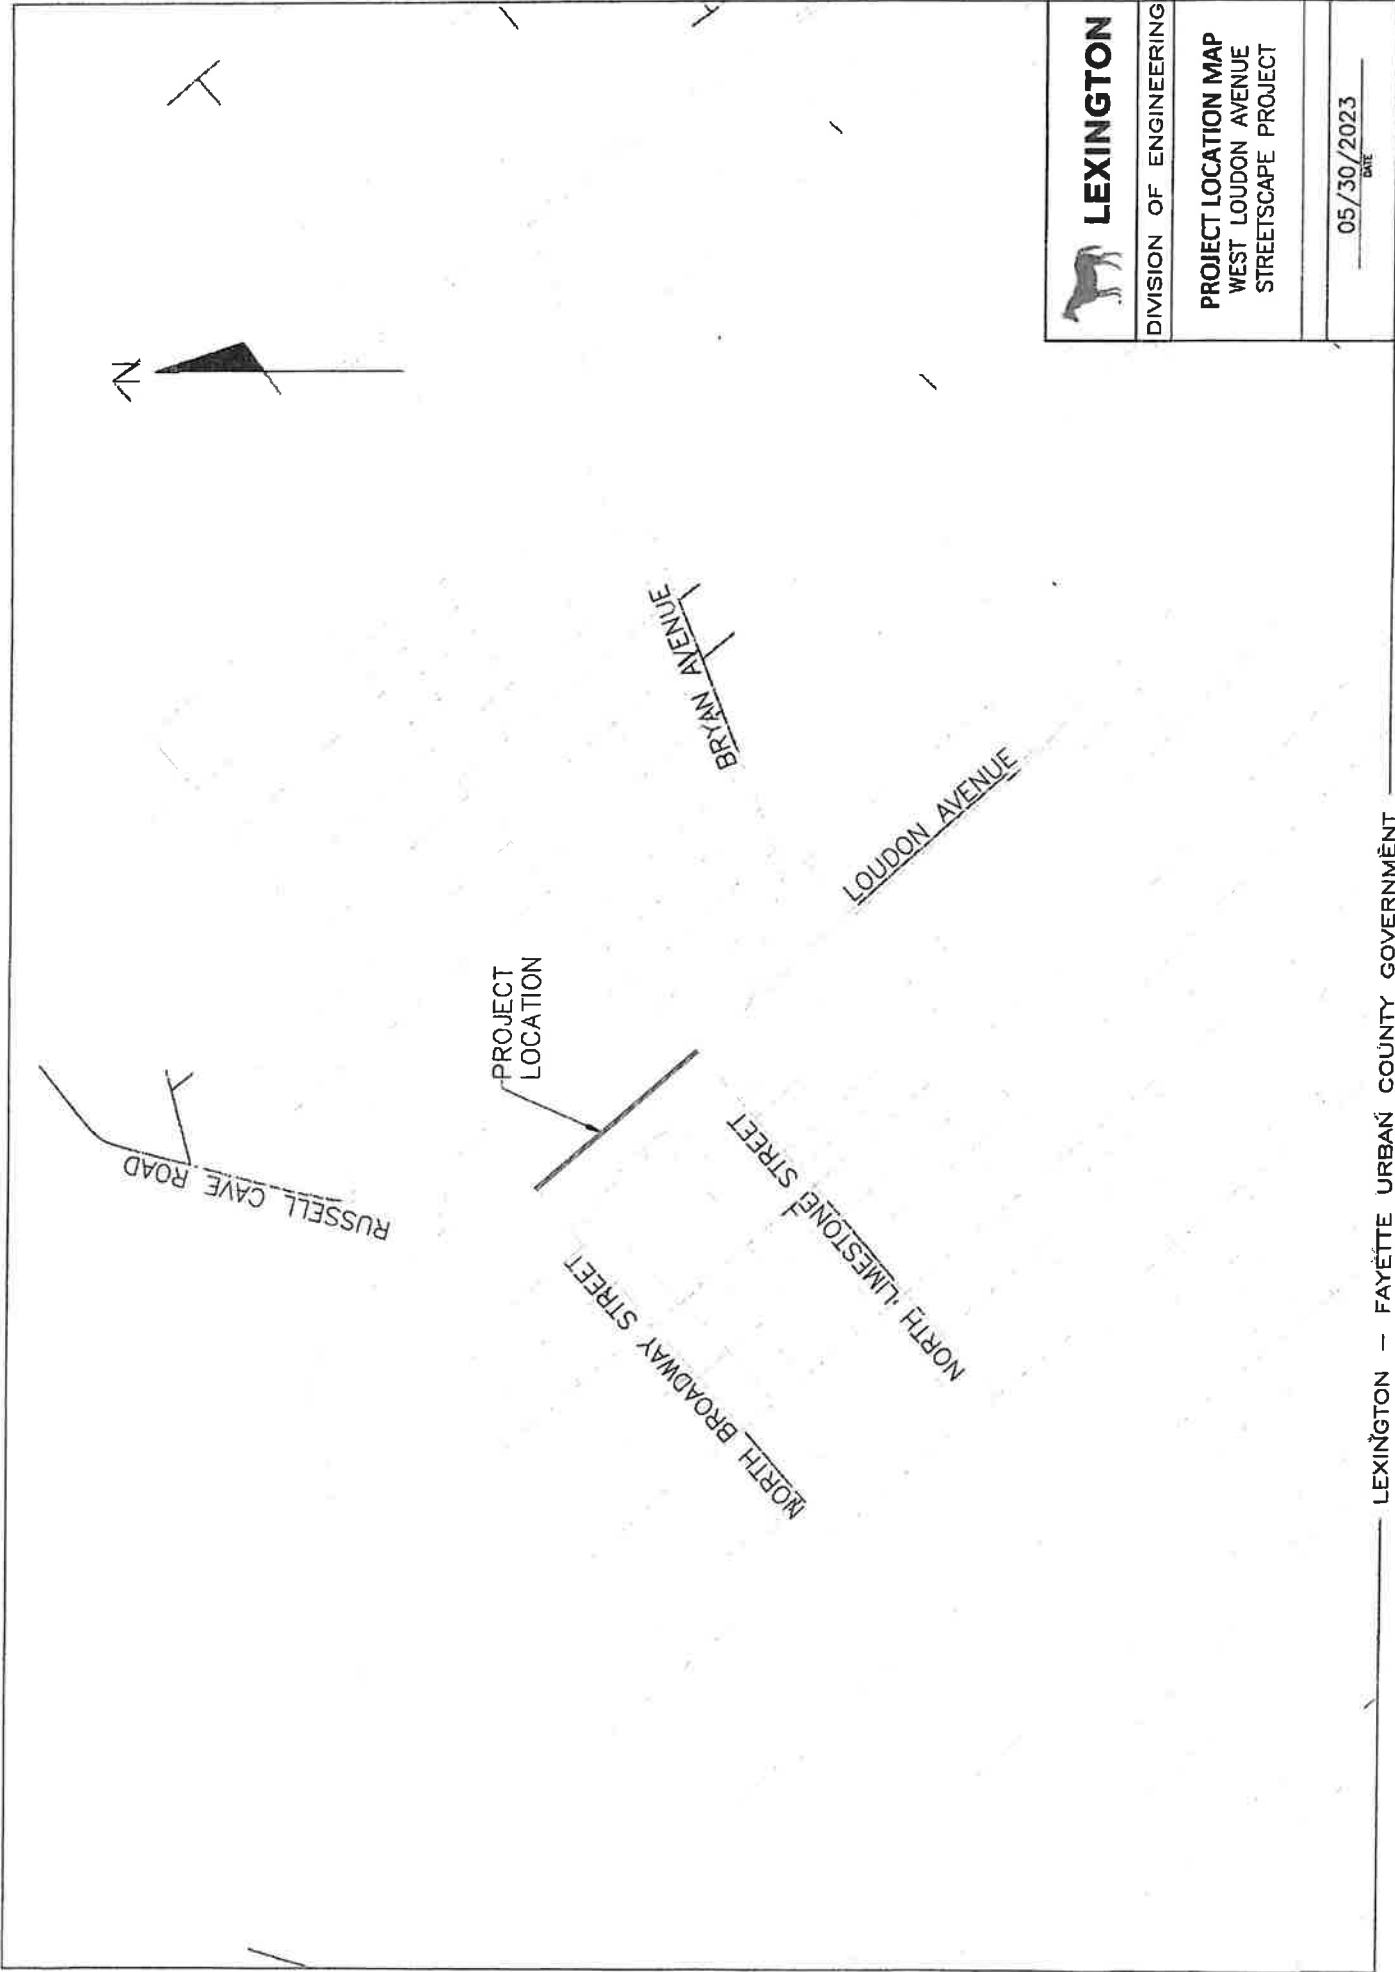 N
RUSSELL CAVE ROAD
PROJECT
LOCATION
BRYAN AVENUE
LOUDON AVENUE
NORTH BROADWAY STREET
NORTH LIMESTONE STREET
LEXINGTON
DIVISION OF ENGINEERING
PROJECT LOCATION MAP
WEST LOUDON AVENUE
STREETSCAPE PROJECT
05/30/2023
DATE
LEXINGTON - FAYETTE URBAN COUNTY GOVERNMENT